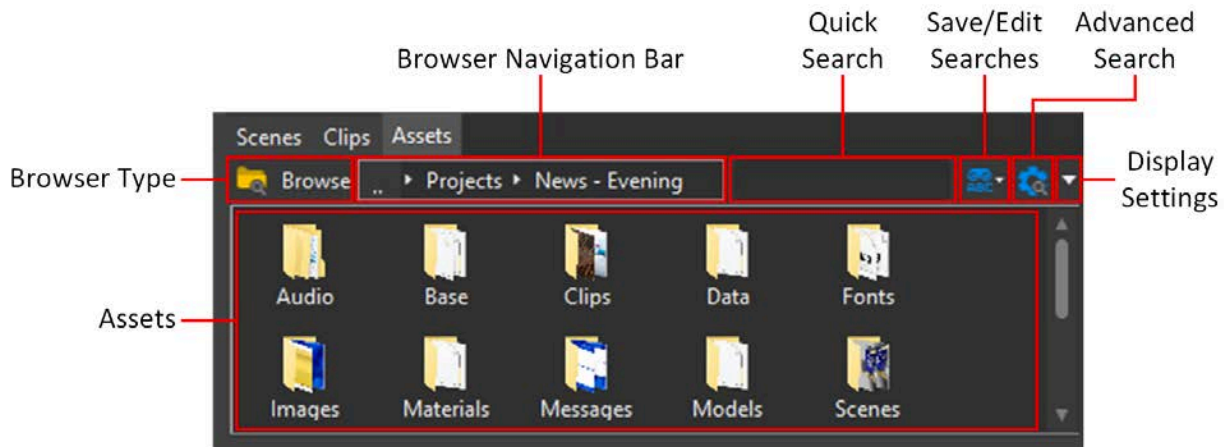 Quick Search
Save/Edit Searches
Advanced Search
Browser Navigation Bar
Scenes Clips Assets
Browser Type
Browse
.. Projects News - Evening
ABC
Display Settings
Assets
Audio Base Clips Data Fonts
Images Materials Messages Models Scenes